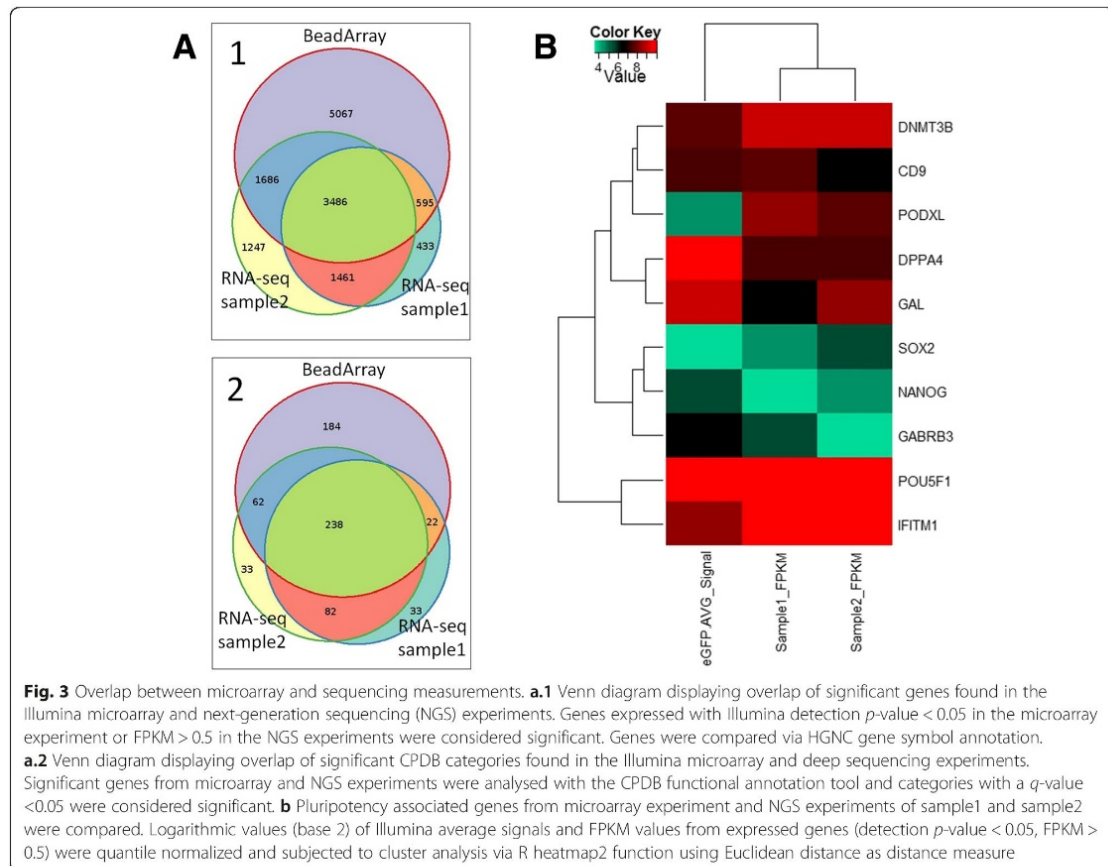 A
1
BeadArray
5067
1686
3486
595
1247
433
1461
RNA-seq
sample2
RNA-seq
sample1
2
BeadArray
184
62
238
22
33
82
33
RNA-seq
sample2
RNA-seq
sample1
B
Color Key
4 6 8
Value
DNMT3B
CD9
PODXL
DPPA4
GAL
SOX2
NANOG
GABRB3
POU5F1
IFITM1
eGFP.AVG_Signal
Sample1_FPKM
Sample2_FPKM
Fig. 3 Overlap between microarray and sequencing measurements. a.1 Venn diagram displaying overlap of significant genes found in the
Illumina microarray and next-generation sequencing (NGS) experiments. Genes expressed with Illumina detection p-value < 0.05 in the microarray
experiment or FPKM > 0.5 in the NGS experiments were considered significant. Genes were compared via HGNC gene symbol annotation.
a.2 Venn diagram displaying overlap of significant CPDB categories found in the Illumina microarray and deep sequencing experiments.
Significant genes from microarray and NGS experiments were analysed with the CPDB functional annotation tool and categories with a q-value
<0.05 were considered significant. b Pluripotency associated genes from microarray experiment and NGS experiments of sample1 and sample2
were compared. Logarithmic values (base 2) of Illumina average signals and FPKM values from expressed genes (detection p-value < 0.05, FPKM >
0.5) were quantile normalized and subjected to cluster analysis via R heatmap2 function using Euclidean distance as distance measure